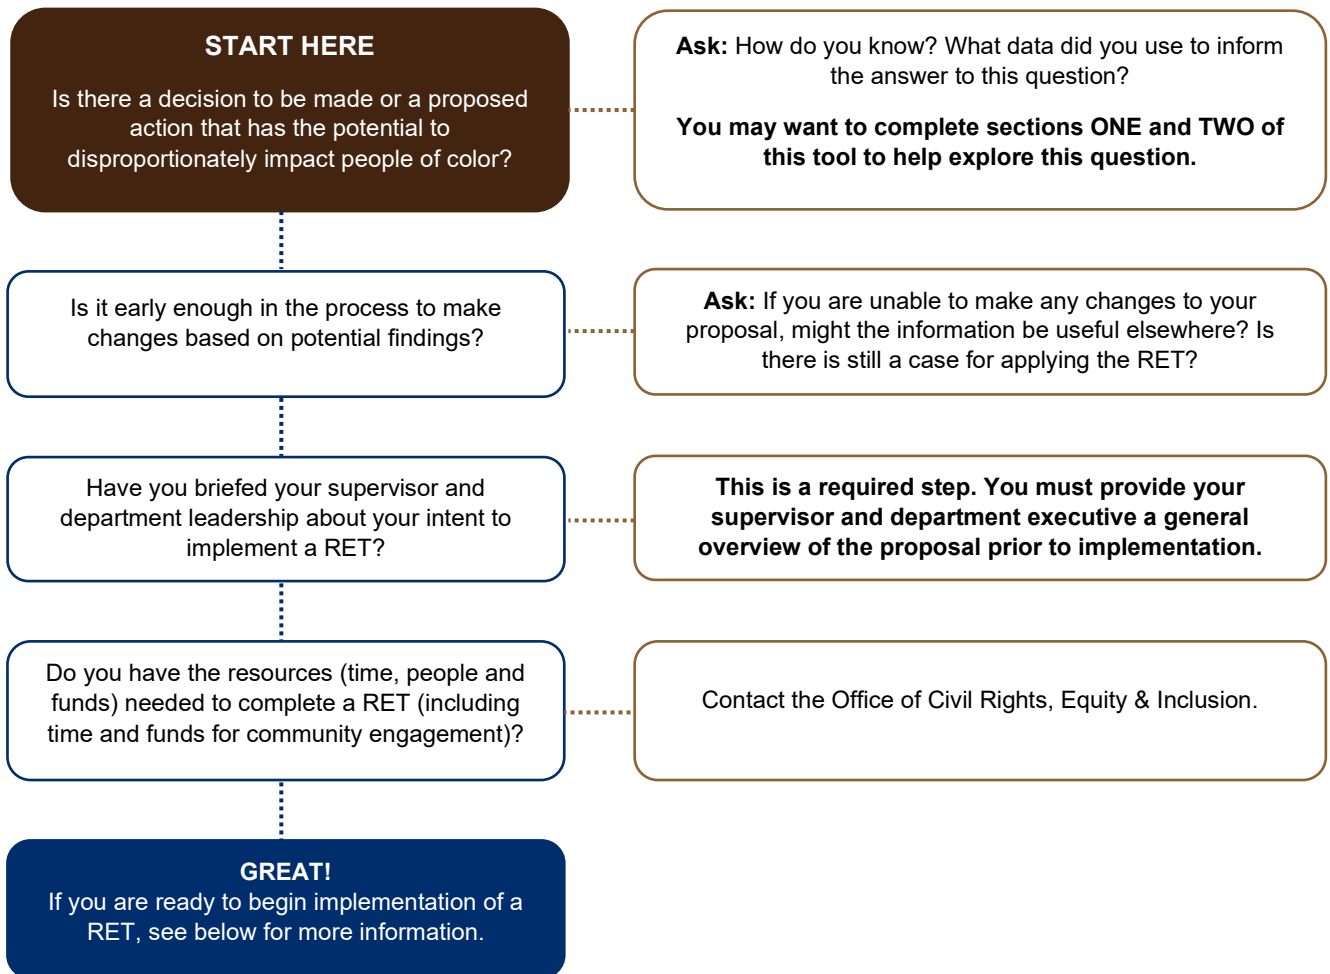 START HERE
Is there a decision to be made or a proposed
action that has the potential to
disproportionately impact people of color?
Ask: How do you know? What data did you use to inform
the answer to this question?
You may want to complete sections ONE and TWO of
this tool to help explore this question.
Is it early enough in the process to make
changes based on potential findings?
Ask: If you are unable to make any changes to your
proposal, might the information be useful elsewhere? Is
there is still a case for applying the RET?
Have you briefed your supervisor and
department leadership about your intent to
implement a RET?
This is a required step. You must provide your
supervisor and department executive a general
overview of the proposal prior to implementation.
Do you have the resources (time, people and
funds) needed to complete a RET (including
time and funds for community engagement)?
Contact the Office of Civil Rights, Equity & Inclusion.
GREAT!
If you are ready to begin implementation of a
RET, see below for more information.